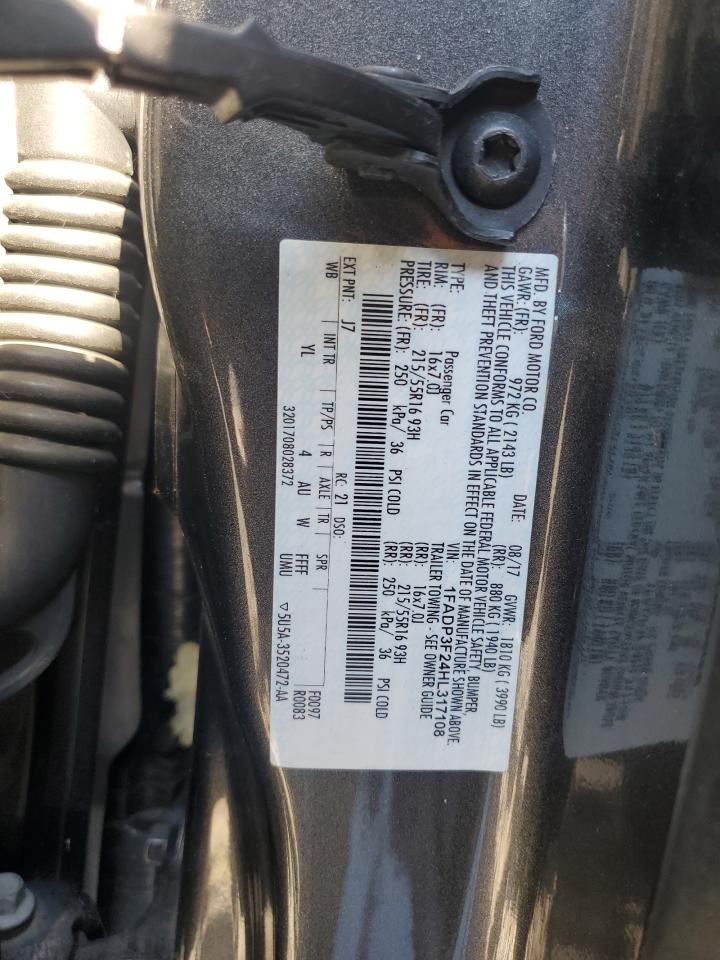 MFD. BY FORD MOTOR CO.
DATE: 08/17 GVWR: 1810 KG ( 3990 LB)
GAWR: (FR): 972 KG ( 2143 LB) (RR): 880 KG ( 1940 LB)
THIS VEHICLE CONFORMS TO ALL APPLICABLE FEDERAL MOTOR VEHICLE SAFETY, BUMPER,
AND THEFT PREVENTION STANDARDS IN EFFECT ON THE DATE OF MANUFACTURE SHOWN ABOVE.
VIN: 1FADP3F24HL317108
TYPE: Passenger Car TRAILER TOWING - SEE OWNER GUIDE
RIM: (FR): 16x7.0J (RR): 16x7.0J
TIRE: (FR): 215/55R16 93H (RR): 215/55R16 93H
PRESSURE: (FR): 250 kPa/ 36 PSI COLD (RR): 250 kPa/ 36 PSI COLD
EXT PNT: J7 RC: 21 DSO: F0097
WB INT TR TP/PS R AXLE TR SPR R0083
YL 4 AU W FFFF UMU
3201708028372 ▽5U5A-3520472-AA